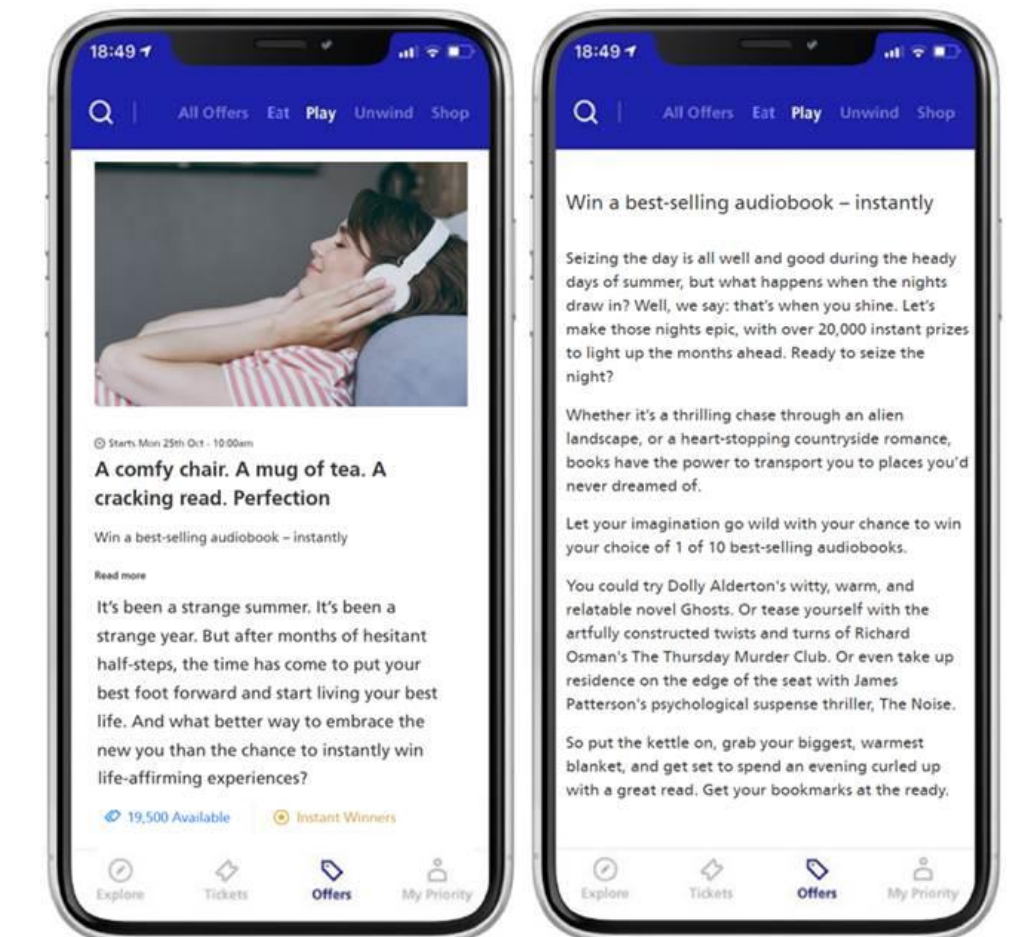 18:49
All Offers Eat Play Unwind Shop
Starts Mon 25th Oct - 10:00am
A comfy chair. A mug of tea. A
cracking read. Perfection
Win a best-selling audiobook – instantly
Read more
It's been a strange summer. It's been a
strange year. But after months of hesitant
half-steps, the time has come to put your
best foot forward and start living your best
life. And what better way to embrace the
new you than the chance to instantly win
life-affirming experiences?
19,500 Available Instant Winners
Explore Tickets Offers My Priority
18:49
All Offers Eat Play Unwind Shop
Win a best-selling audiobook – instantly
Seizing the day is all well and good during the heady
days of summer, but what happens when the nights
draw in? Well, we say: that's when you shine. Let's
make those nights epic, with over 20,000 instant prizes
to light up the months ahead. Ready to seize the
night?
Whether it's a thrilling chase through an alien
landscape, or a heart-stopping countryside romance,
books have the power to transport you to places you'd
never dreamed of.
Let your imagination go wild with your chance to win
your choice of 1 of 10 best-selling audiobooks.
You could try Dolly Alderton's witty, warm, and
relatable novel Ghosts. Or tease yourself with the
artfully constructed twists and turns of Richard
Osman's The Thursday Murder Club. Or even take up
residence on the edge of the seat with James
Patterson's psychological suspense thriller, The Noise.
So put the kettle on, grab your biggest, warmest
blanket, and get set to spend an evening curled up
with a great read. Get your bookmarks at the ready.
Explore Tickets Offers My Priority